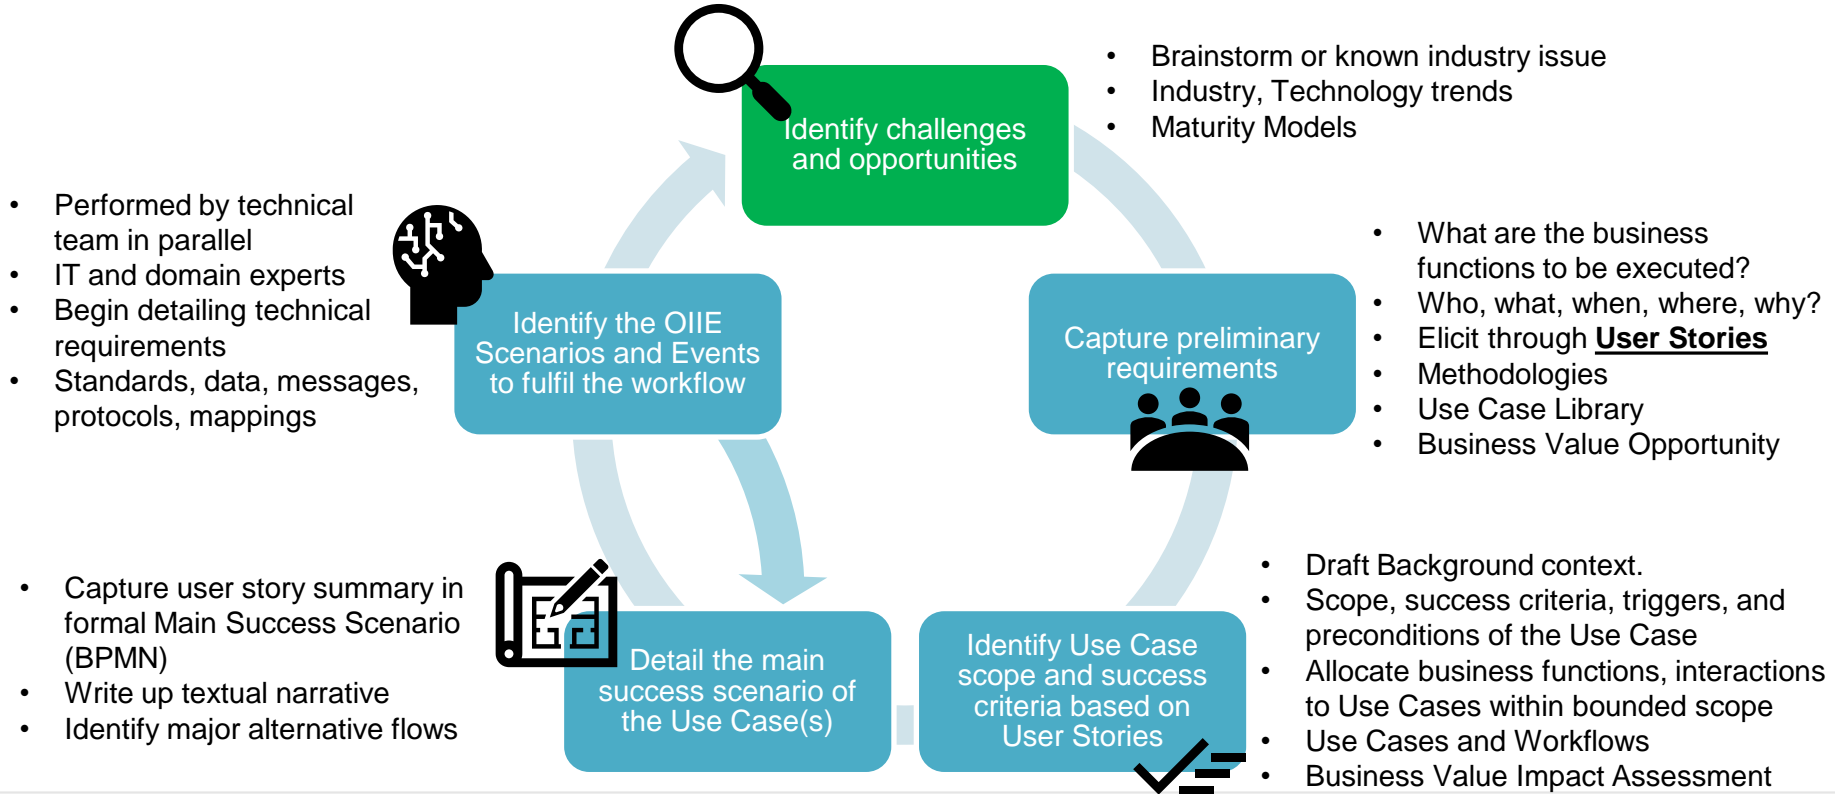 Identify challenges
and opportunities
• Brainstorm or known industry issue
• Industry, Technology trends
• Maturity Models
Capture preliminary
requirements
• What are the business
functions to be executed?
• Who, what, when, where, why?
• Elicit through User Stories
• Methodologies
• Use Case Library
• Business Value Opportunity
Identify Use Case
scope and success
criteria based on
User Stories
• Draft Background context.
• Scope, success criteria, triggers, and
preconditions of the Use Case
• Allocate business functions, interactions
to Use Cases within bounded scope
• Use Cases and Workflows
• Business Value Impact Assessment
Detail the main
success scenario of
the Use Case(s)
• Capture user story summary in
formal Main Success Scenario
(BPMN)
• Write up textual narrative
• Identify major alternative flows
Identify the OIIE
Scenarios and Events
to fulfil the workflow
• Performed by technical
team in parallel
• IT and domain experts
• Begin detailing technical
requirements
• Standards, data, messages,
protocols, mappings